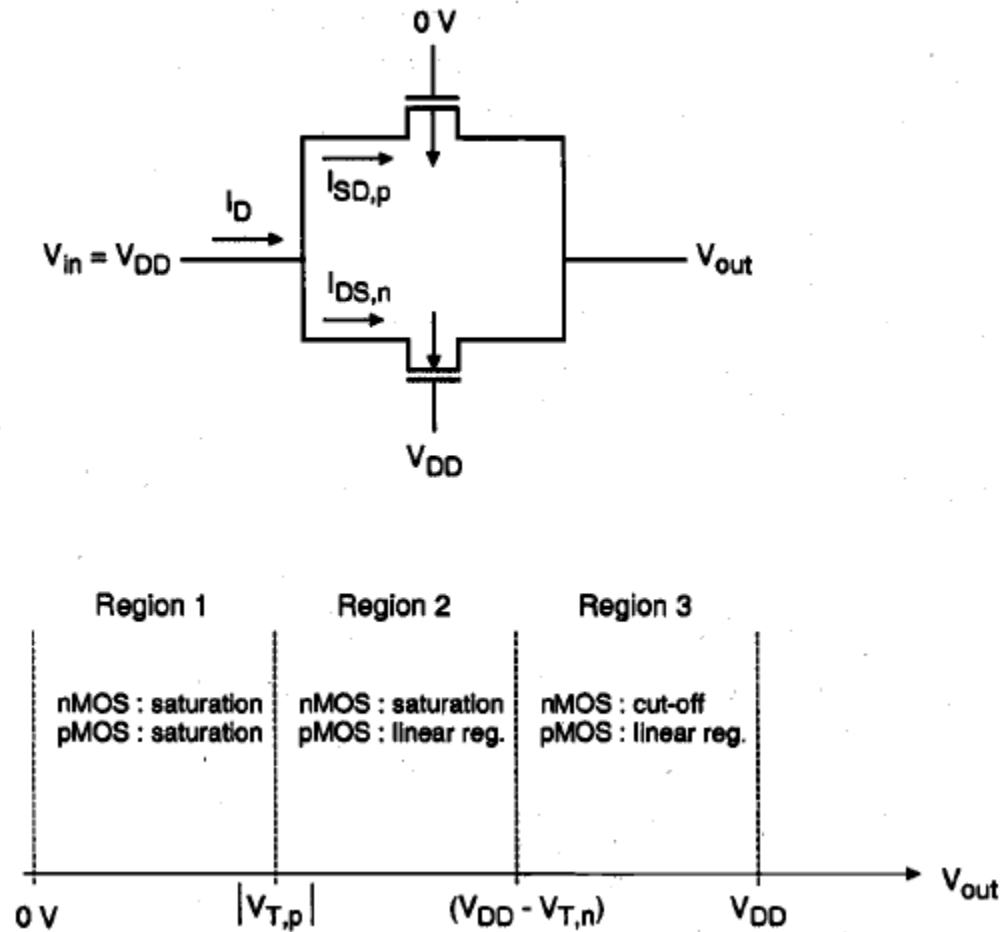 0 V
I_SD,p
I_D
V_in = V_DD
V_out
I_DS,n
V_DD
Region 1 Region 2 Region 3
nMOS : saturation nMOS : saturation nMOS : cut-off
pMOS : saturation pMOS : linear reg. pMOS : linear reg.
0 V |V_T,p| (V_DD - V_T,n) V_DD V_out